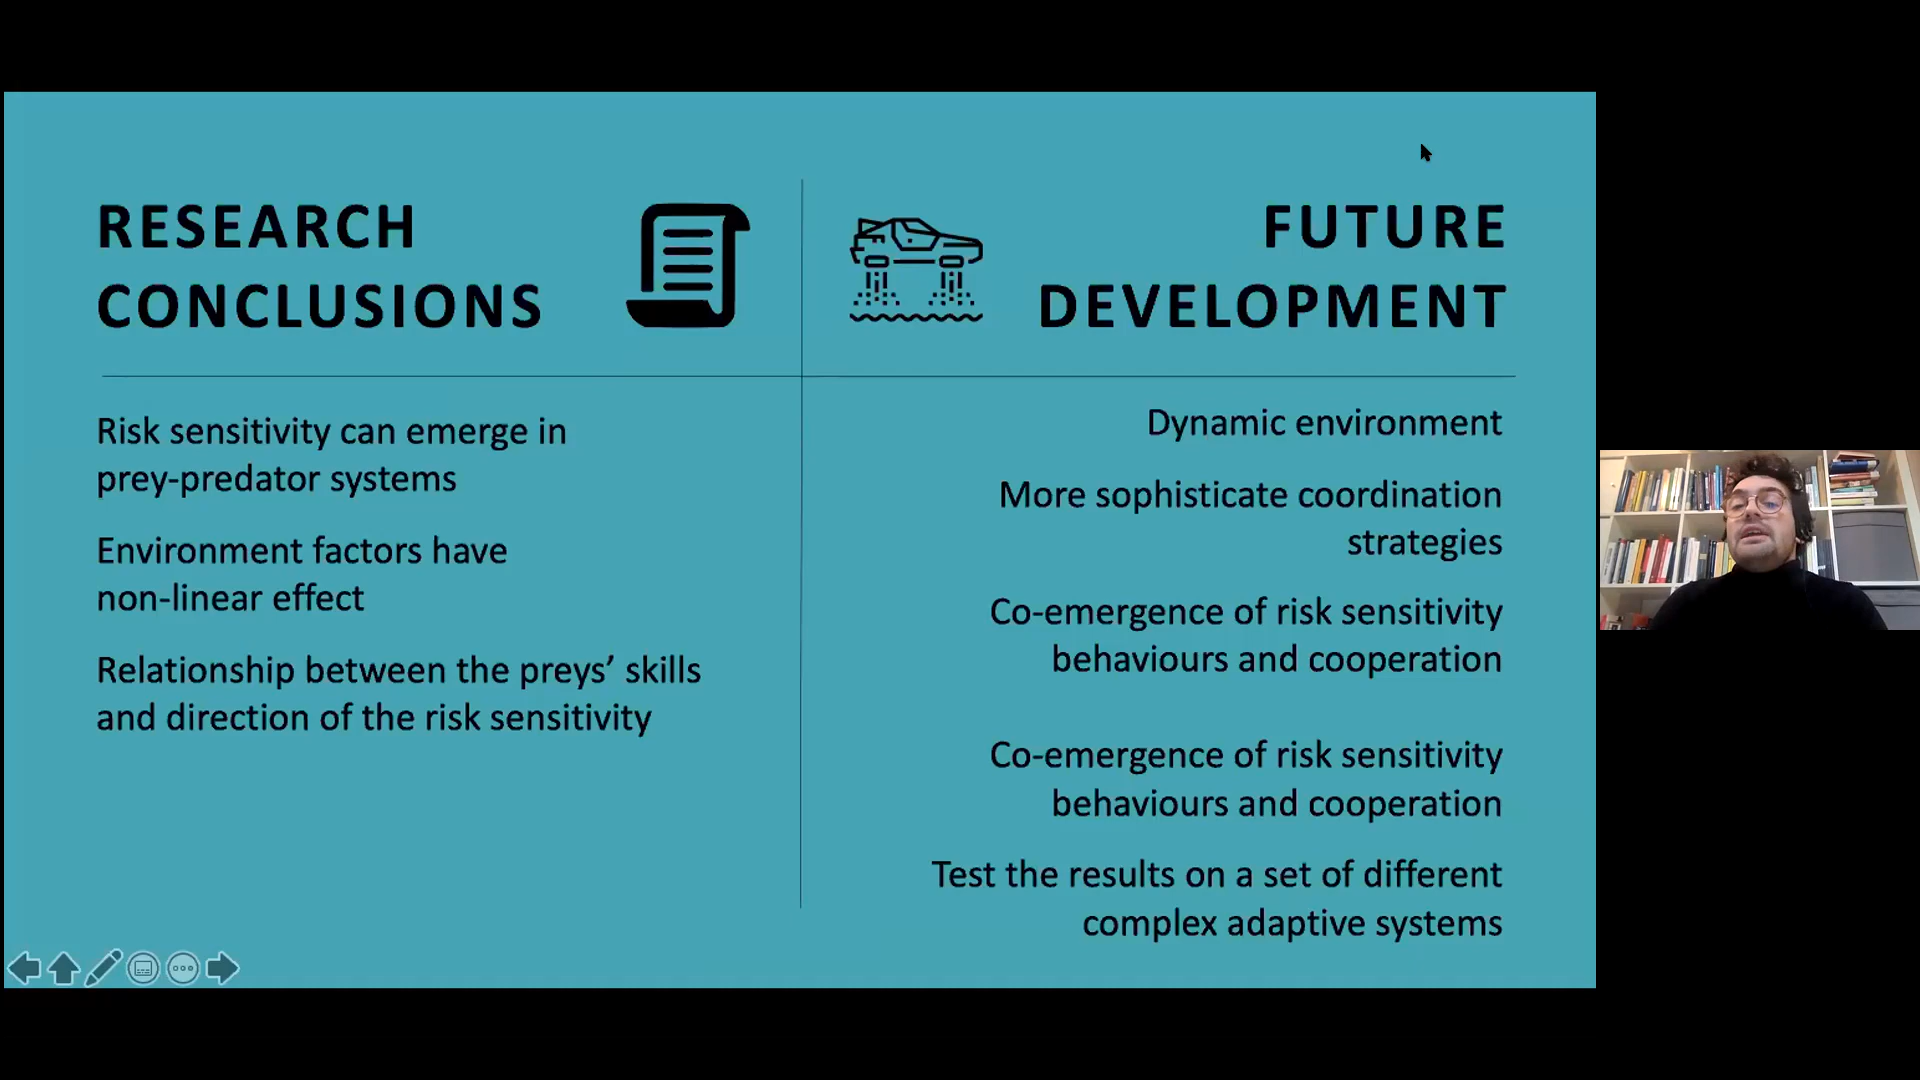 RESEARCH
CONCLUSIONS
Risk sensitivity can emerge in
prey-predator systems
Environment factors have
non-linear effect
Relationship between the preys’ skills
and direction of the risk sensitivity
FUTURE
DEVELOPMENT
Dynamic environment
More sophisticate coordination
strategies
Co-emergence of risk sensitivity
behaviours and cooperation
Co-emergence of risk sensitivity
behaviours and cooperation
Test the results on a set of different
complex adaptive systems